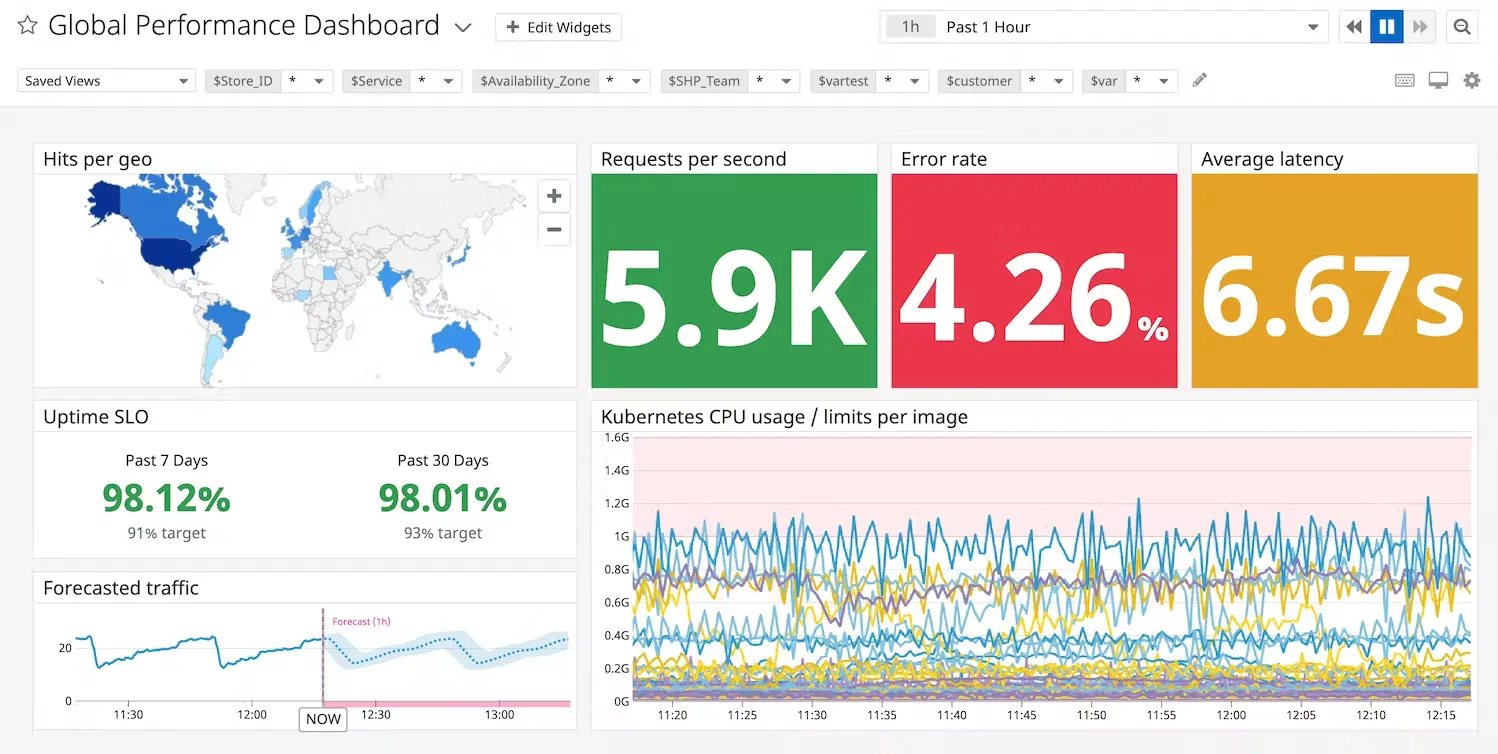 Global Performance Dashboard
+ Edit Widgets
1h Past 1 Hour
Saved Views
$Store_ID *
$Service *
$Availability_Zone *
$SHP_Team *
$vartest *
$customer *
$var *
Hits per geo
+
−
Requests per second
5.9K
Error rate
4.26%
Average latency
6.67s
Uptime SLO
Past 7 Days
98.12%
91% target
Past 30 Days
98.01%
93% target
Forecasted traffic
Forecast (1h)
20
0
11:30 12:00 12:30 13:00
NOW
Kubernetes CPU usage / limits per image
1.6G
1.4G
1.2G
1G
0.8G
0.6G
0.4G
0.2G
0G
11:20 11:25 11:30 11:35 11:40 11:45 11:50 11:55 12:00 12:05 12:10 12:15